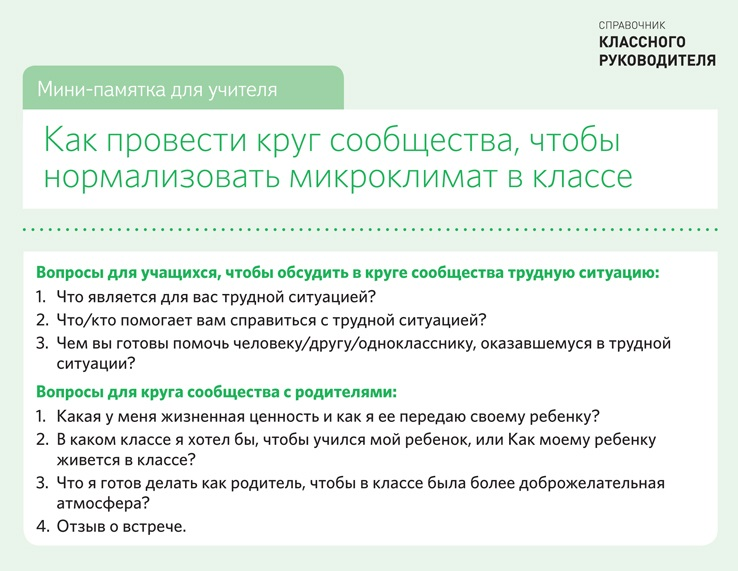 СПРАВОЧНИК
КЛАССНОГО
РУКОВОДИТЕЛЯ
Мини-памятка для учителя
Как провести круг сообщества, чтобы
нормализовать микроклимат в классе
Вопросы для учащихся, чтобы обсудить в круге сообщества трудную ситуацию:
1. Что является для вас трудной ситуацией?
2. Что/кто помогает вам справиться с трудной ситуацией?
3. Чем вы готовы помочь человеку/другу/однокласснику, оказавшемуся в трудной
ситуации?
Вопросы для круга сообщества с родителями:
1. Какая у меня жизненная ценность и как я ее передаю своему ребенку?
2. В каком классе я хотел бы, чтобы учился мой ребенок, или Как моему ребенку
живется в классе?
3. Что я готов делать как родитель, чтобы в классе была более доброжелательная
атмосфера?
4. Отзыв о встрече.